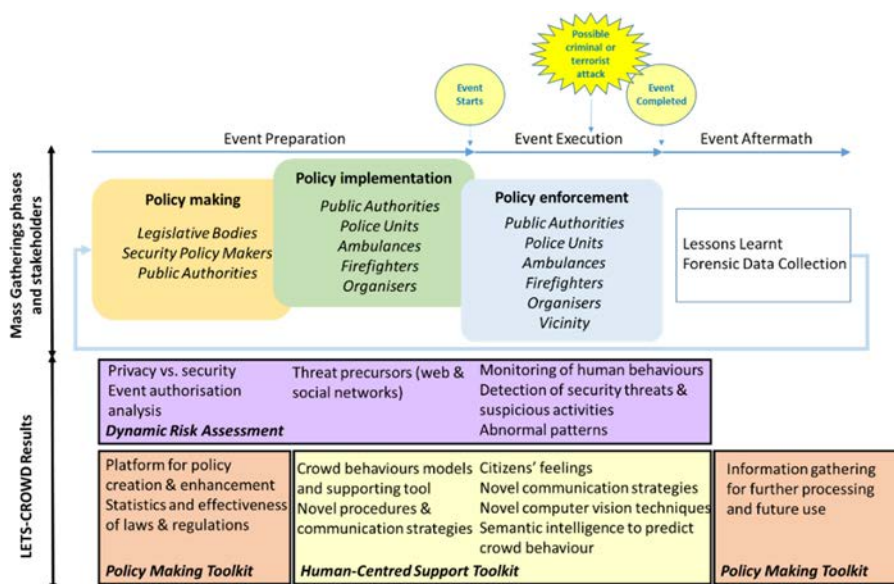 Possible
criminal or
terrorist
attack
Event
Starts
Event
Completed
Event Preparation
Event Execution
Event Aftermath
Mass Gatherings phases
and stakeholders
Policy making
Legislative Bodies
Security Policy Makers
Public Authorities
Policy implementation
Public Authorities
Police Units
Ambulances
Firefighters
Organisers
Policy enforcement
Public Authorities
Police Units
Ambulances
Firefighters
Organisers
Vicinity
Lessons Learnt
Forensic Data Collection
LETS-CROWD Results
Privacy vs. security
Event authorisation
analysis
Dynamic Risk Assessment
Threat precursors (web &
social networks)
Monitoring of human behaviours
Detection of security threats &
suspicious activities
Abnormal patterns
Platform for policy
creation & enhancement
Statistics and effectiveness
of laws & regulations
Policy Making Toolkit
Crowd behaviours models
and supporting tool
Novel procedures &
communication strategies
Citizens' feelings
Novel communication strategies
Novel computer vision techniques
Semantic intelligence to predict
crowd behaviour
Human-Centred Support Toolkit
Information gathering
for further processing
and future use
Policy Making Toolkit